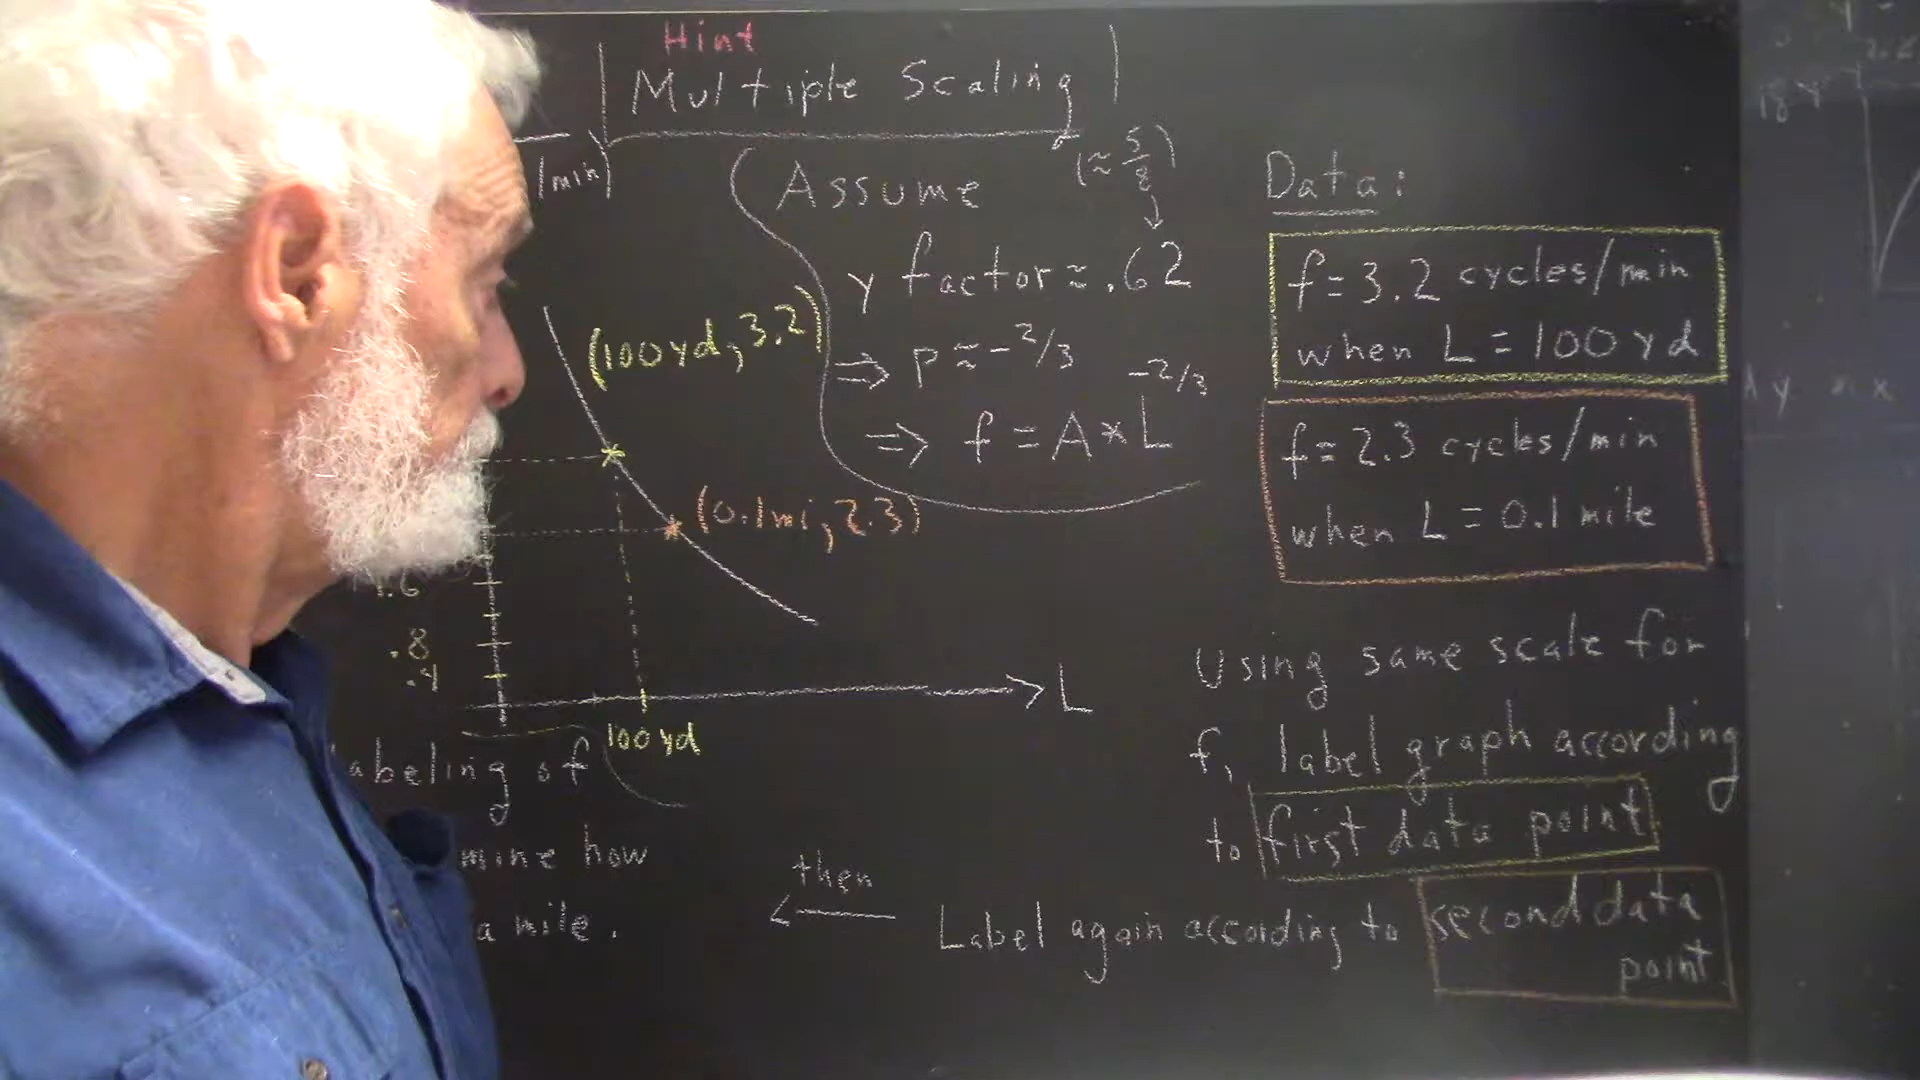 Hint
Multiple Scaling
/min)
Assume
(≈ 5/8)
y factor ≈ .62
⇒ p ≈ -2/3
⇒ f = A * L^-2/3
(100yd, 3.2)
(0.1mi, 2.3)
1.6
.8
.4
100 yd
L
Data:
f = 3.2 cycles/min
when L = 100 yd
f = 2.3 cycles/min
when L = 0.1 mile
Using same scale for
f, label graph according
to first data point
then
Label again according to second data
point
abeling of
mine how
a mile.